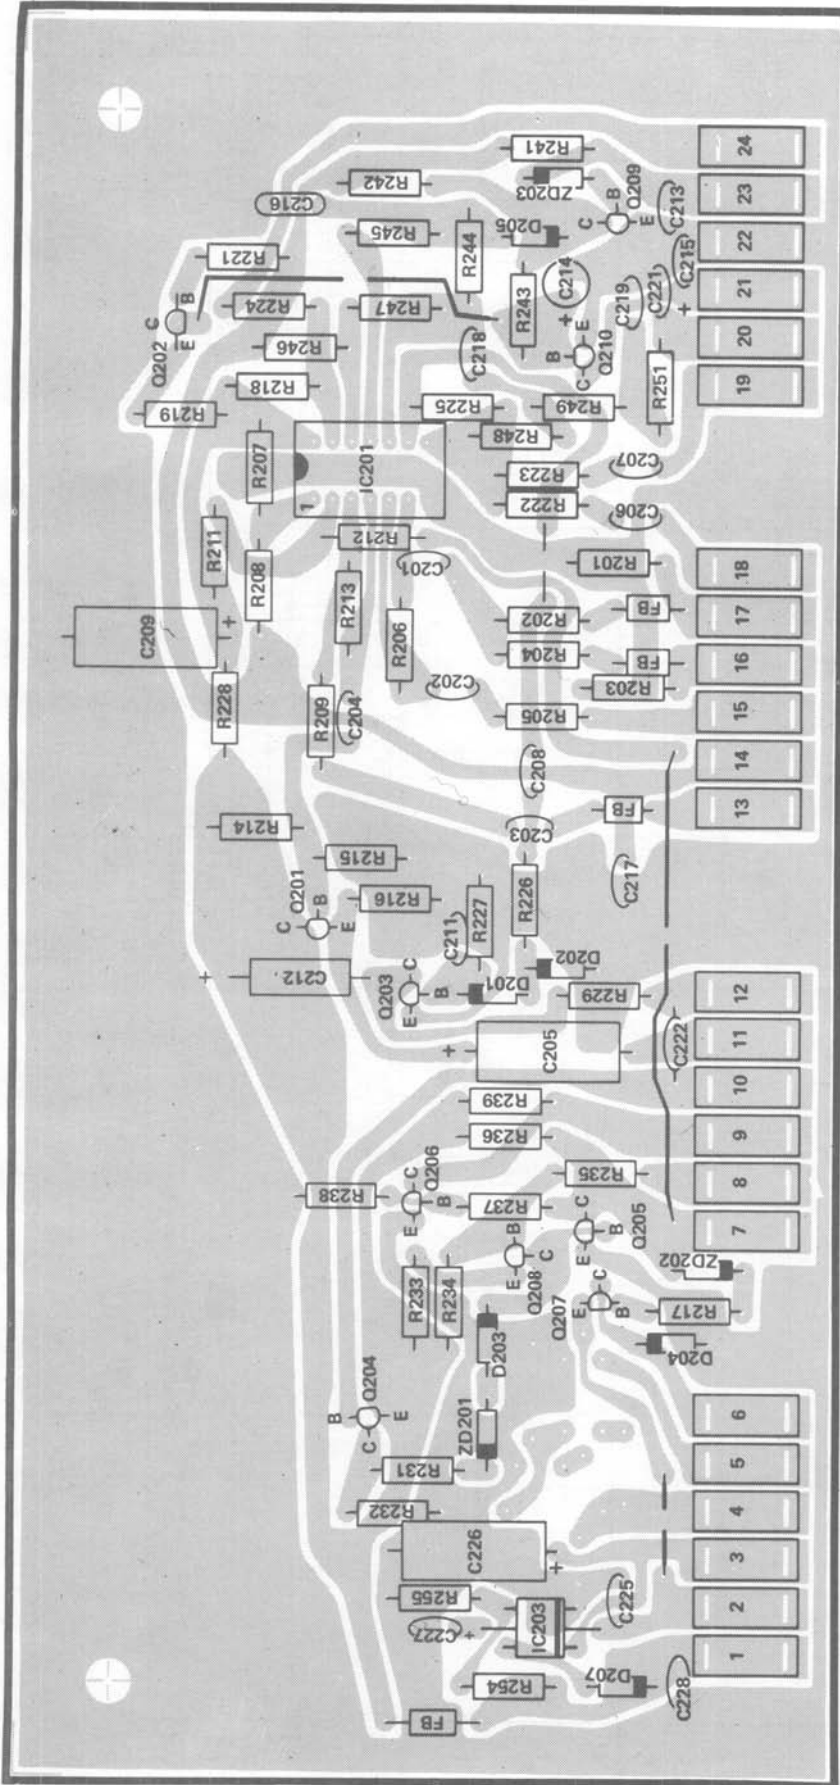 24
R241
R242
ZD203
B
Q209
C
E
23
C216
C213
R245
D205
R244
22
R221
C215
C214
C
B
Q202
E
R224
R247
R243
C219
C221
21
+
+
R246
C218
B
E
Q210
C
20
R218
R251
19
R219
R225
R249
R248
R207
IC201
1
R223
C207
R222
C206
R211
R212
R208
C201
R201
18
R213
C209
+
R206
R202
FB
17
R204
FB
16
R228
C202
R203
R209
C204
R205
15
C208
14
R214
C203
FB
13
R215
Q201
C
B
E
R216
C211
R227
R226
C217
+
C212
Q203
C
B
E
D201
D202
R229
12
+
C205
C222
11
R239
10
R236
9
R238
C
Q206
B
E
R237
R235
8
B
C
E
Q208
C
B
E
Q205
7
R233
R234
ZD202
C
E
B
Q207
R217
D203
D204
Q204
B
E
C
ZD201
6
R231
5
R232
4
C226
+
3
R255
C227
+
IC203
C225
2
R254
D207
C228
1
FB